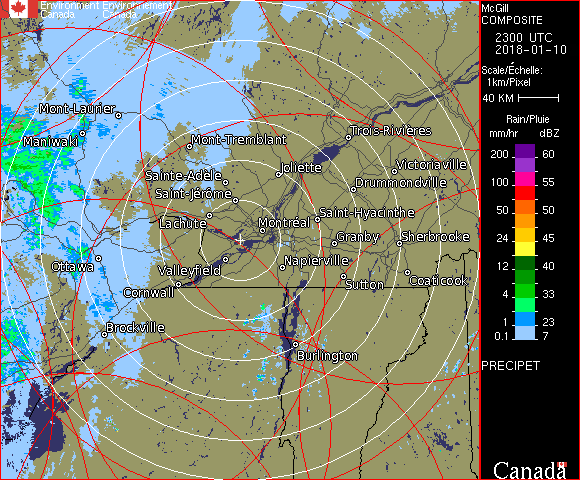 Environment Environnement
Canada Canada
Mont-Laurier
Maniwaki
Mont-Tremblant
Trois-Rivières
Sainte-Adèle
Joliette
Victoriaville
Saint-Jérôme
Drummondville
Lachute
Saint-Hyacinthe
Montréal
Granby
Sherbrooke
Ottawa
Valleyfield
Napierville
Cornwall
Sutton
Coaticook
Brockville
Burlington
McGill
COMPOSITE
2300 UTC
2018-01-10
Scale/Échelle:
1km/Pixel
40 KM
Rain/Pluie
mm/hr dBZ
200 60
100 55
50 50
24 45
12 40
4 33
1 23
0.1 7
PRECIPET
Canada